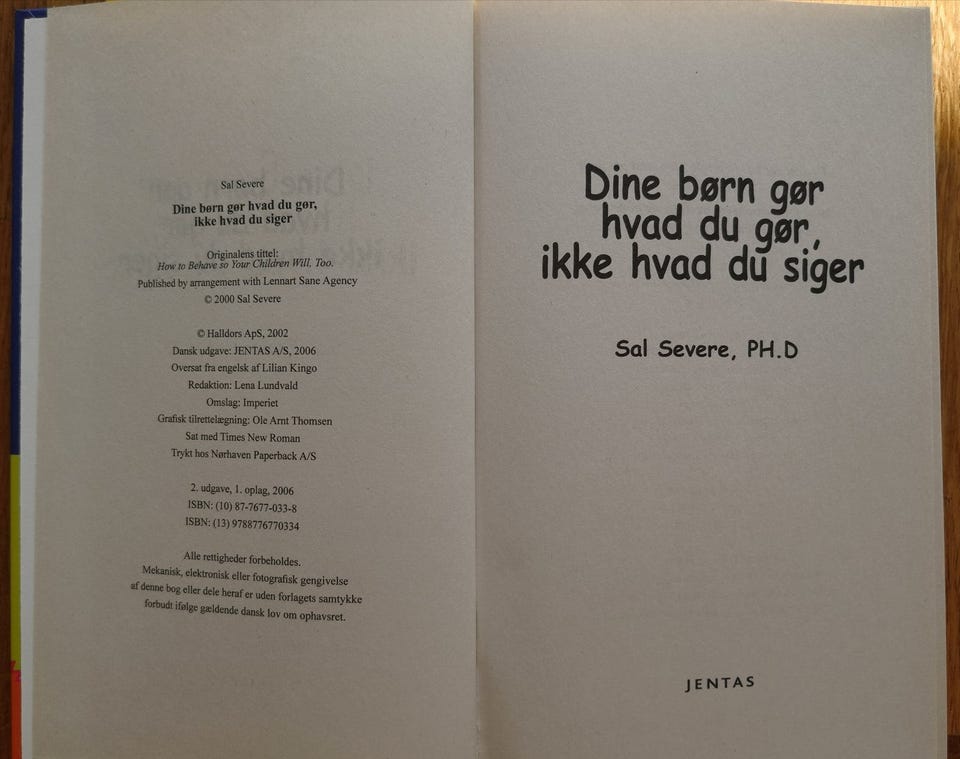 Sal Severe
Dine børn gør hvad du gør,
ikke hvad du siger
Originalens tittel:
How to Behave so Your Children Will, Too.
Published by arrangement with Lennart Sane Agency
© 2000 Sal Severe
© Halldors ApS, 2002
Dansk udgave: JENTAS A/S, 2006
Oversat fra engelsk af Lilian Kingo
Redaktion: Lena Lundvald
Omslag: Imperiet
Grafisk tilrettelægning: Ole Arnt Thomsen
Sat med Times New Roman
Trykt hos Nørhaven Paperback A/S
2. udgave, 1. oplag, 2006
ISBN: (10) 87-7677-033-8
ISBN: (13) 9788776770334
Alle rettigheder forbeholdes.
Mekanisk, elektronisk eller fotografisk gengivelse
af denne bog eller dele heraf er uden forlagets samtykke
forbudt ifølge gældende dansk lov om ophavsret.
Dine børn gør
hvad du gør,
ikke hvad du siger
Sal Severe, PH.D
JENTAS